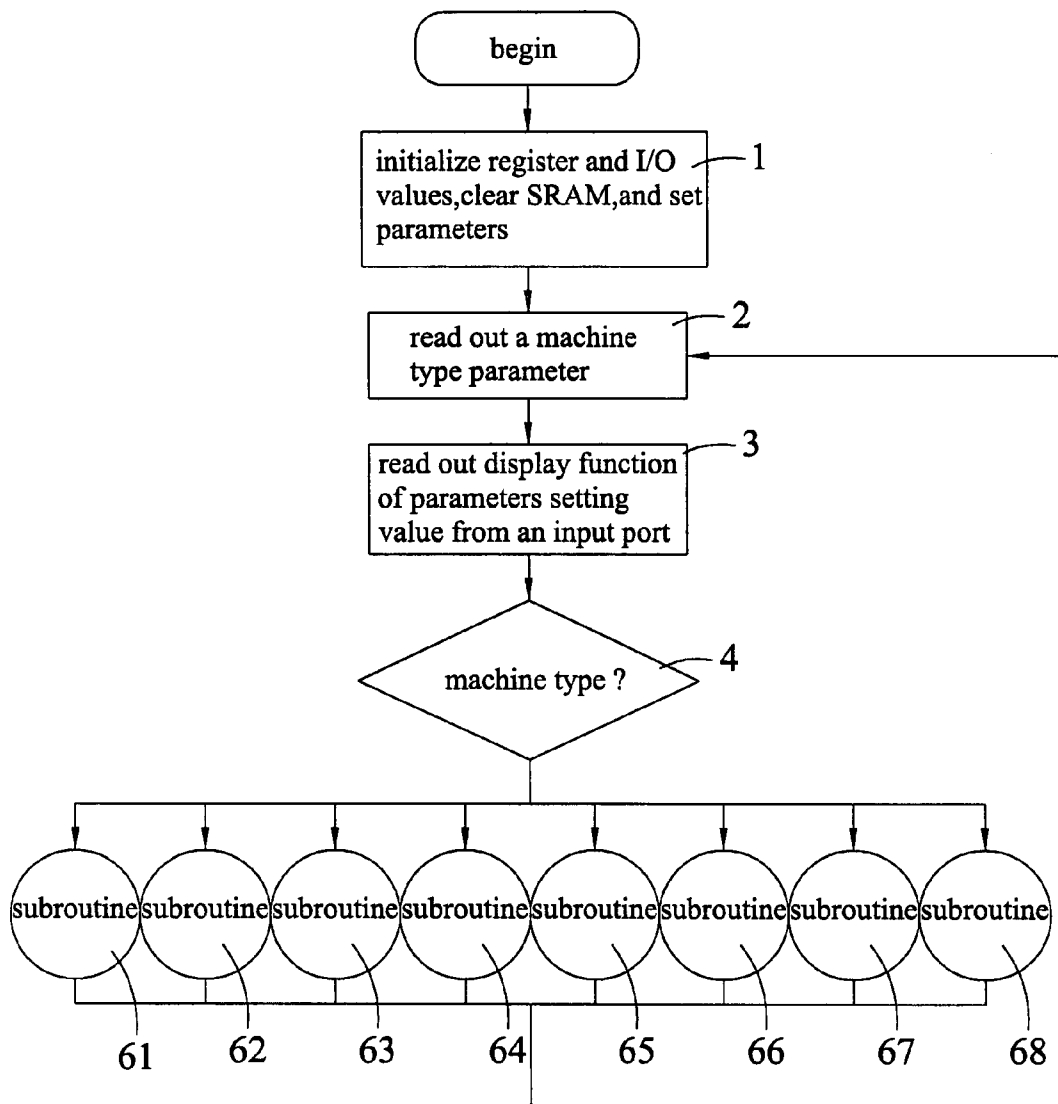 begin
initialize register and I/O
values,clear SRAM,and set
parameters
1
read out a machine
type parameter
2
read out display function
of parameters setting
value from an input port
3
machine type ?
4
subroutine subroutine subroutine subroutine subroutine subroutine subroutine subroutine
61 62 63 64 65 66 67 68